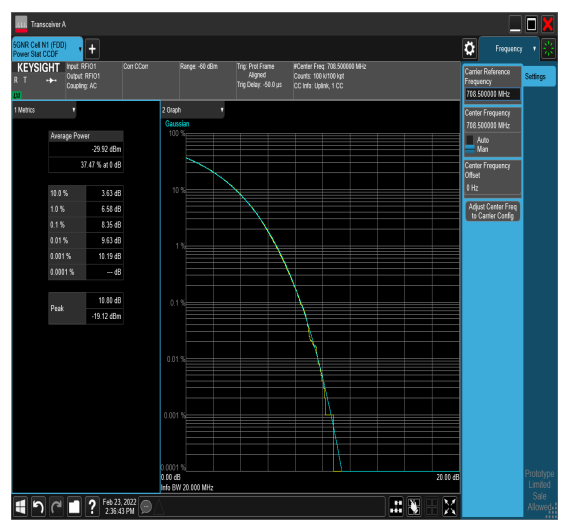 Transceiver A
5GNR Cell N1 (FDD)
Power Stat CCDF
Frequency
KEYSIGHT
R T
LXI
Input: RFIO1
Output: RFIO1
Coupling: AC
Corr CCorr
Range: -60 dBm
Trig: Prot Frame
Aligned
Trig Delay: -50.0 µs
#Center Freq: 708.500000 MHz
Counts: 100 k/100 kpt
CC Info: Uplink, 1 CC
1 Metrics
Average Power
-29.92 dBm
37.47 % at 0 dB
10.0 % 3.63 dB
1.0 % 6.58 dB
0.1 % 8.35 dB
0.01 % 9.63 dB
0.001 % 10.19 dB
0.0001 % --- dB
Peak
10.80 dB
-19.12 dBm
2 Graph
Gaussian
100 %
10 %
1 %
0.1 %
0.01 %
0.001 %
0.0001 %
0.00 dB
20.00 dB
Info BW 20.000 MHz
Carrier Reference
Frequency
708.500000 MHz
Center Frequency
708.500000 MHz
Auto
Man
Center Frequency
Offset
0 Hz
Adjust Center Freq
to Carrier Config
Settings
Prototype
Limited
Sale
Allowed
?
Feb 23, 2022
2:36:43 PM